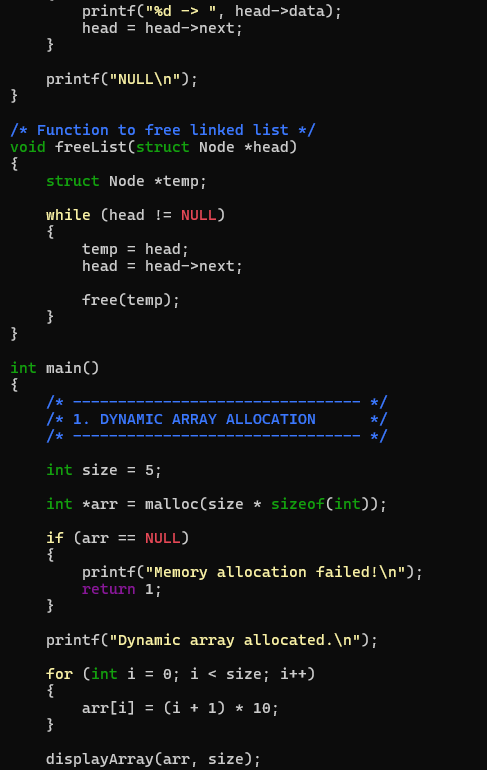 printf("%d -> ", head->data);
        head = head->next;
    }

    printf("NULL\n");
}

/* Function to free linked list */
void freeList(struct Node *head)
{
    struct Node *temp;

    while (head != NULL)
    {
        temp = head;
        head = head->next;

        free(temp);
    }
}

int main()
{
    /* -------------------------------- */
    /* 1. DYNAMIC ARRAY ALLOCATION      */
    /* -------------------------------- */

    int size = 5;

    int *arr = malloc(size * sizeof(int));

    if (arr == NULL)
    {
        printf("Memory allocation failed!\n");
        return 1;
    }

    printf("Dynamic array allocated.\n");

    for (int i = 0; i < size; i++)
    {
        arr[i] = (i + 1) * 10;
    }

    displayArray(arr, size);